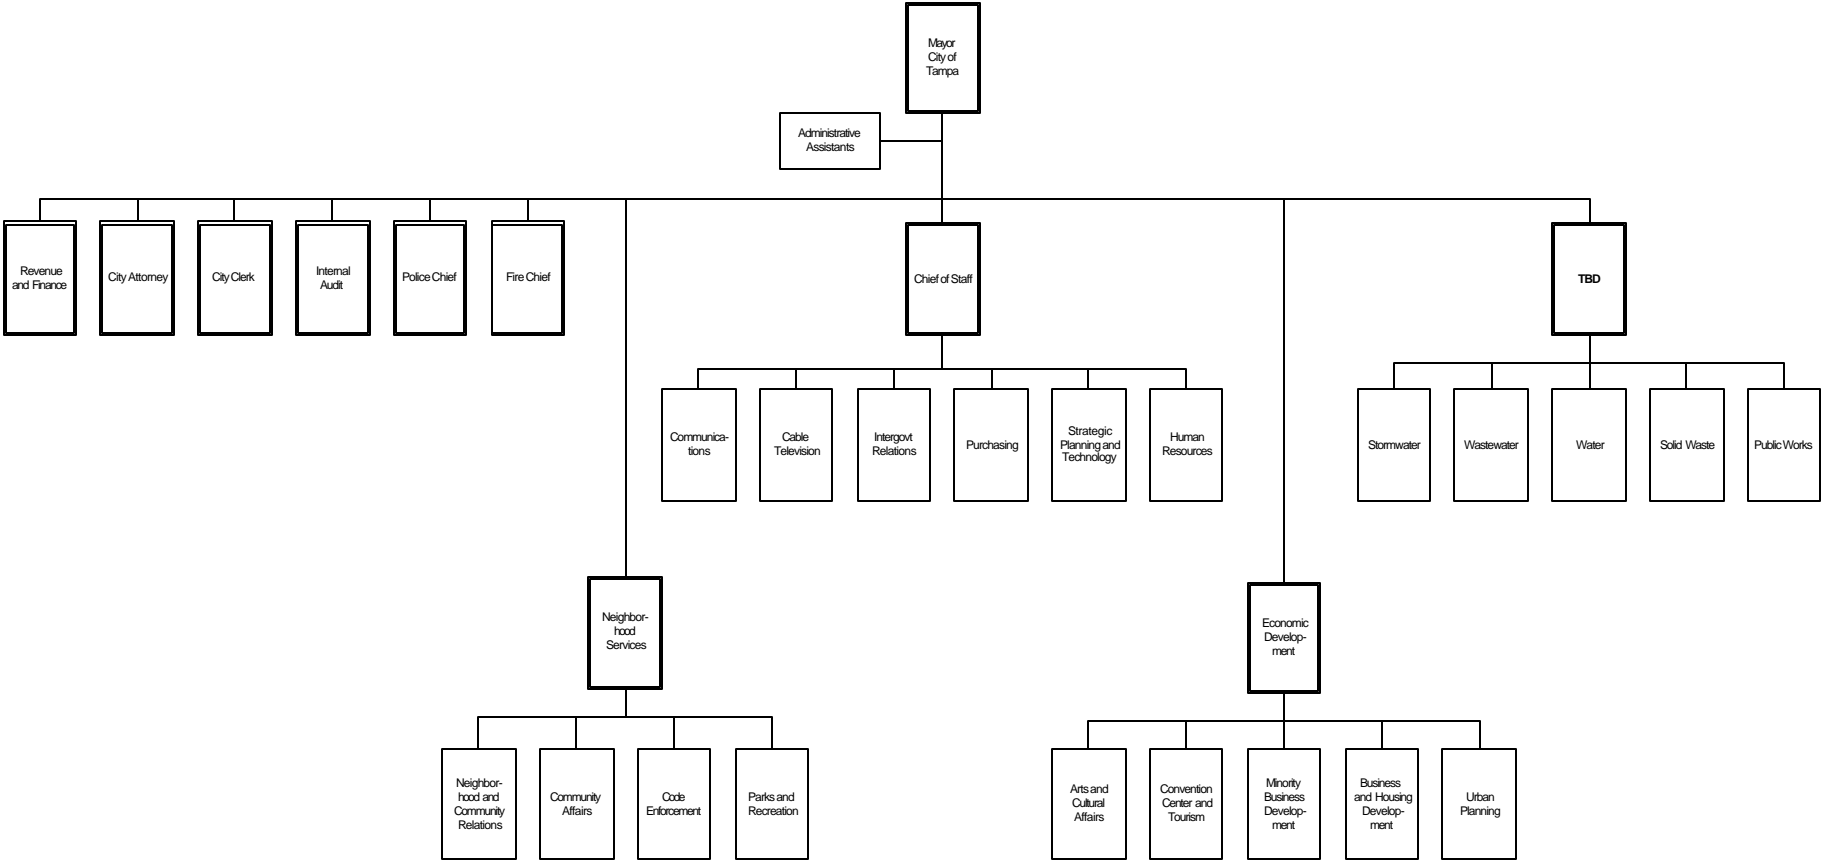 Mayor
City of
Tampa
Administrative
Assistants
Revenue
and Finance
City Attorney
City Clerk
Internal
Audit
Police Chief
Fire Chief
Chief of Staff
TBD
Communica-
tions
Cable
Television
Intergovt
Relations
Purchasing
Strategic
Planning and
Technology
Human
Resources
Stormwater
Wastewater
Water
Solid Waste
Public Works
Neighbor-
hood
Services
Economic
Develop-
ment
Neighbor-
hood and
Community
Relations
Community
Affairs
Code
Enforcement
Parks and
Recreation
Arts and
Cultural
Affairs
Convention
Center and
Tourism
Minority
Business
Develop-
ment
Business
and Housing
Develop-
ment
Urban
Planning